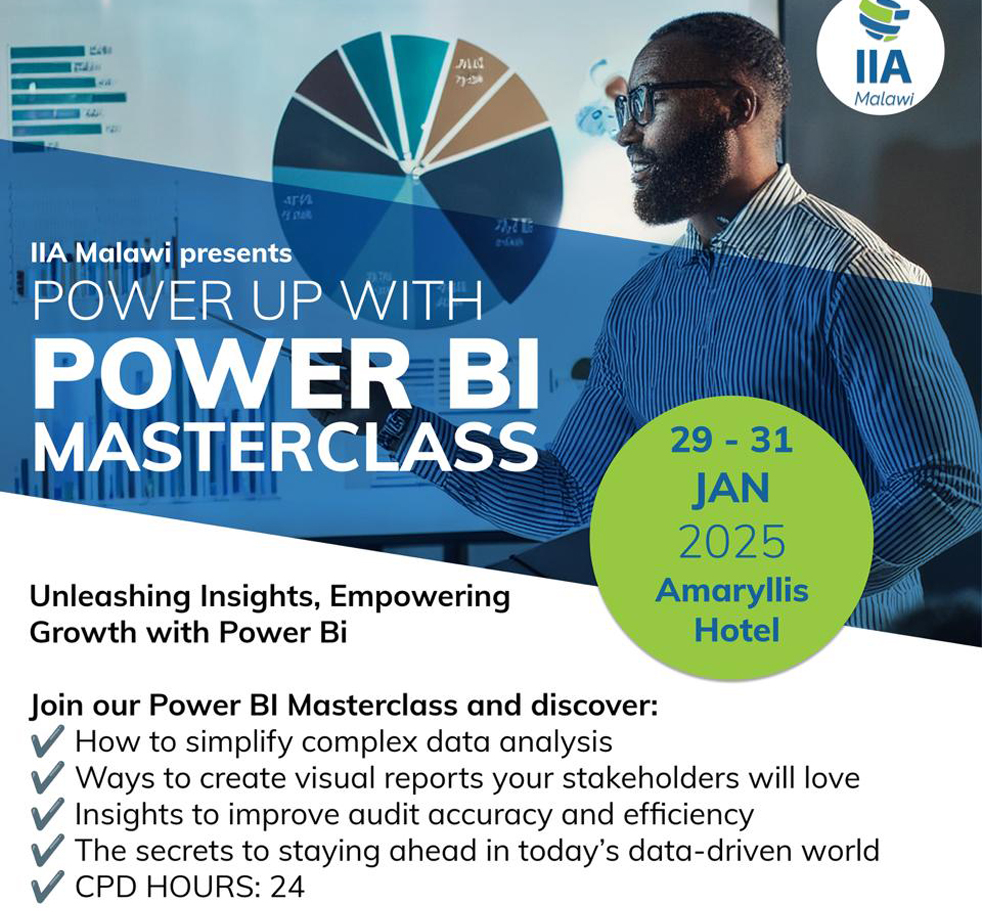 IIA
Malawi
IIA Malawi presents
POWER UP WITH
POWER BI
MASTERCLASS
29 - 31
JAN
2025
Amaryllis
Hotel
Unleashing Insights, Empowering
Growth with Power Bi
Join our Power BI Masterclass and discover:
✔ How to simplify complex data analysis
✔ Ways to create visual reports your stakeholders will love
✔ Insights to improve audit accuracy and efficiency
✔ The secrets to staying ahead in today’s data-driven world
✔ CPD HOURS: 24